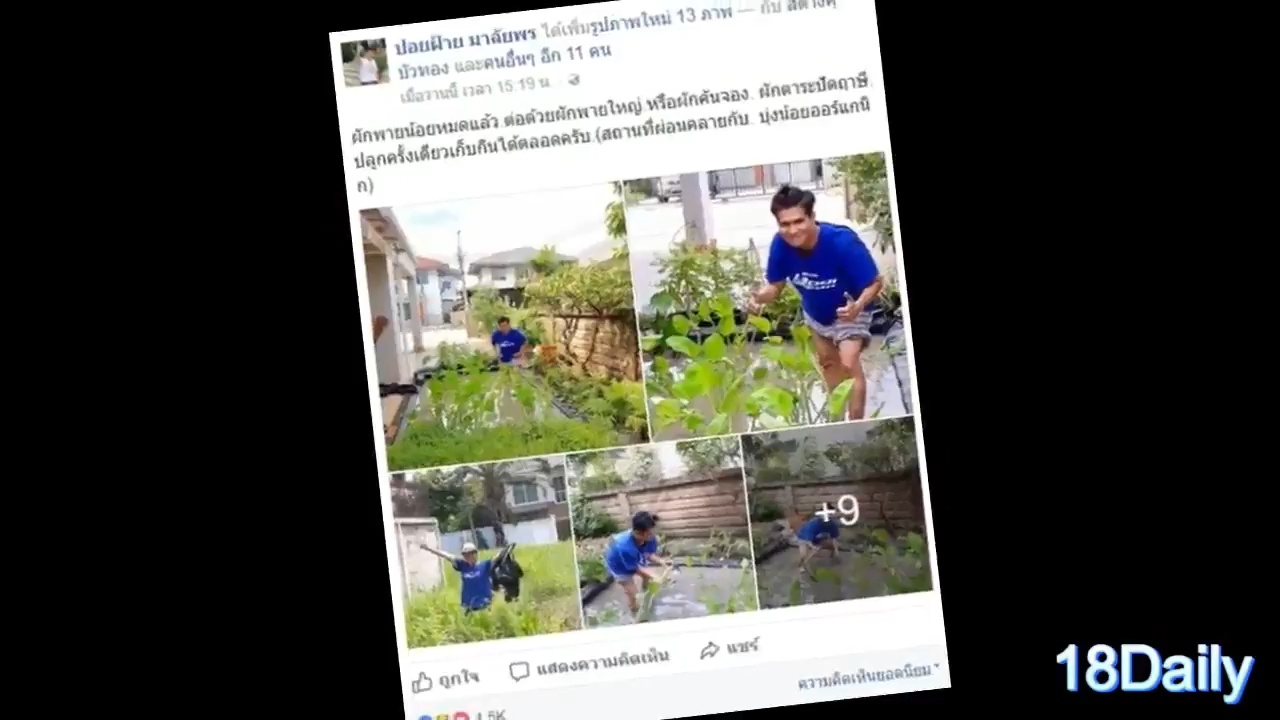 ปอยฝ้าย มาลัยพร ได้เพิ่มรูปภาพใหม่ 13 ภาพ — กับ
บัวทอง และคนอื่นๆ อีก 11 คน
เมื่อวานนี้ เวลา 15:19 น.
ผักพายน้อยหมดแล้ว.ต่อด้วยผักพายใหญ่ หรือผักคันจอง. ผักตาระปัดฤาษี
ปลูกครั้งเดียวเก็บกินได้ตลอดครับ.(สถานที่ผ่อนคลายกับ. บุ่งน้อยออร์แกนิ
ก)
+9
ถูกใจ แสดงความคิดเห็น แชร์
ความคิดเห็นยอดนิยม
4.5K
18Daily